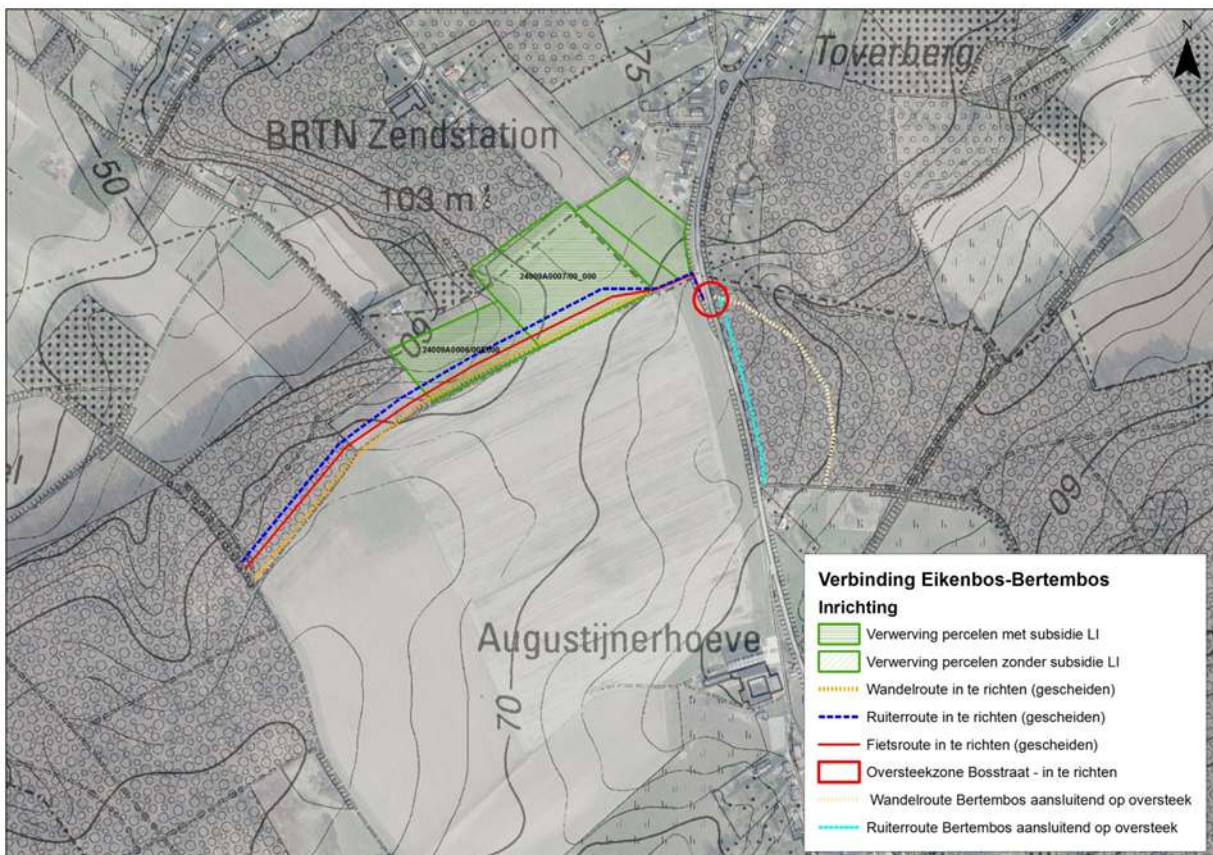 N
Toverberg
75
BRTN Zendstation
50
103 m
24009A0007/00_000
60
60
70
Augustijnerhoeve
Verbinding Eikenbos-Bertembos
Inrichting
Verwerving percelen met subsidie LI
Verwerving percelen zonder subsidie LI
Wandelroute in te richten (gescheiden)
Ruiterroute in te richten (gescheiden)
Fietsroute in te richten (gescheiden)
Oversteekzone Bosstraat - in te richten
Wandelroute Bertembos aansluitend op oversteek
Ruiterroute Bertembos aansluitend op oversteek